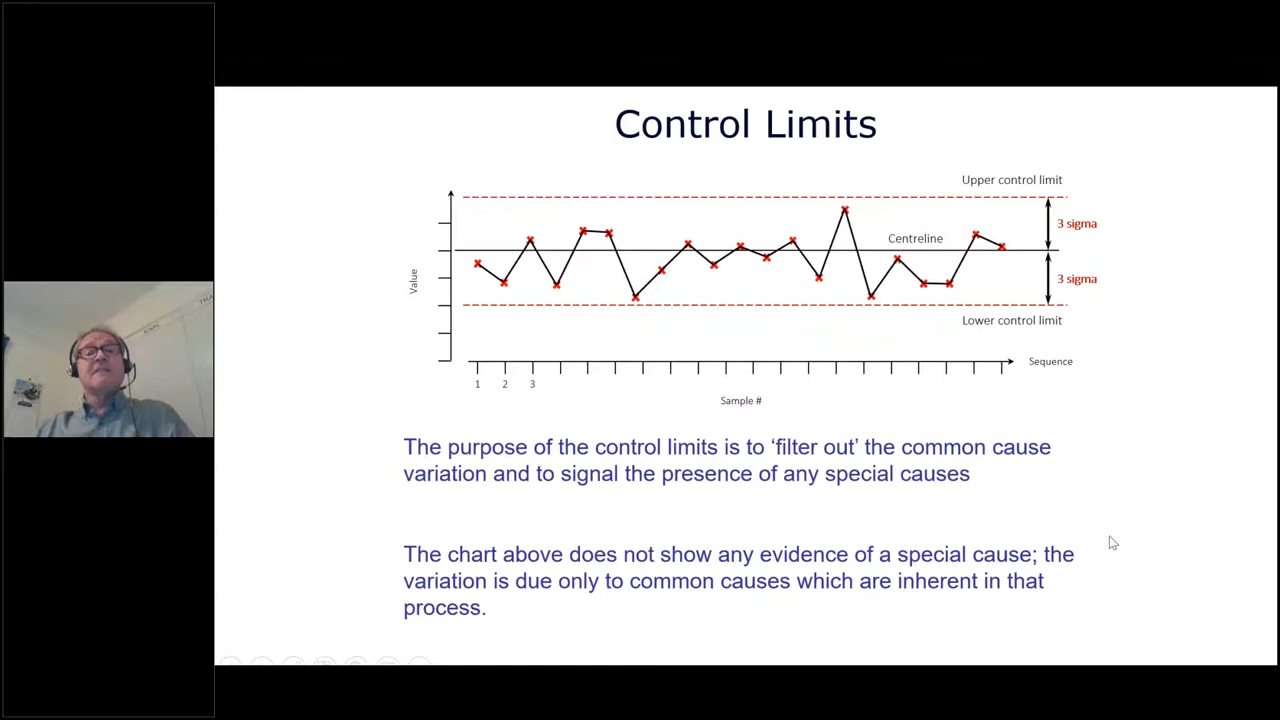 Control Limits
Upper control limit
3 sigma
Centreline
Value
3 sigma
Lower control limit
Sequence
1 2 3
Sample #
The purpose of the control limits is to ‘filter out’ the common cause
variation and to signal the presence of any special causes
The chart above does not show any evidence of a special cause; the
variation is due only to common causes which are inherent in that
process.